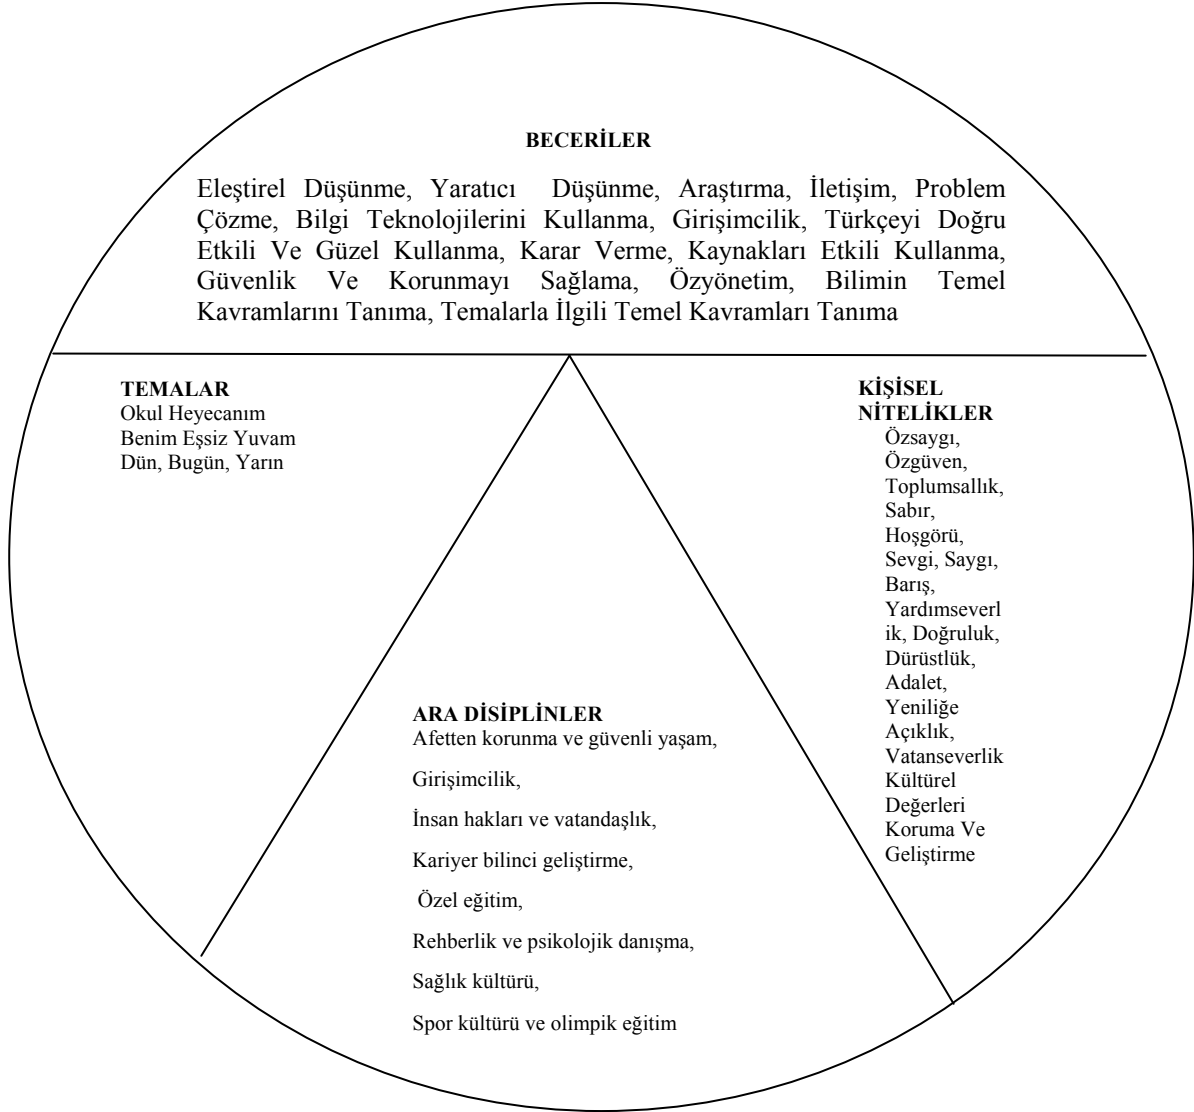 BECERİLER
Eleştirel Düşünme, Yaratıcı Düşünme, Araştırma, İletişim, Problem
Çözme, Bilgi Teknolojilerini Kullanma, Girişimcilik, Türkçeyi Doğru
Etkili Ve Güzel Kullanma, Karar Verme, Kaynakları Etkili Kullanma,
Güvenlik Ve Korunmayı Sağlama, Özyönetim, Bilimin Temel
Kavramlarını Tanıma, Temalarla İlgili Temel Kavramları Tanıma
TEMALAR
Okul Heyecanım
Benim Eşsiz Yuvam
Dün, Bugün, Yarın
KİŞİSEL
NİTELİKLER
Özsaygı,
Özgüven,
Toplumsallık,
Sabır,
Hoşgörü,
Sevgi, Saygı,
Barış,
Yardımseverl
ik, Doğruluk,
Dürüstlük,
Adalet,
Yeniliğe
Açıklık,
Vatanseverlik
Kültürel
Değerleri
Koruma Ve
Geliştirme
ARA DİSİPLİNLER
Afetten korunma ve güvenli yaşam,
Girişimcilik,
İnsan hakları ve vatandaşlık,
Kariyer bilinci geliştirme,
Özel eğitim,
Rehberlik ve psikolojik danışma,
Sağlık kültürü,
Spor kültürü ve olimpik eğitim